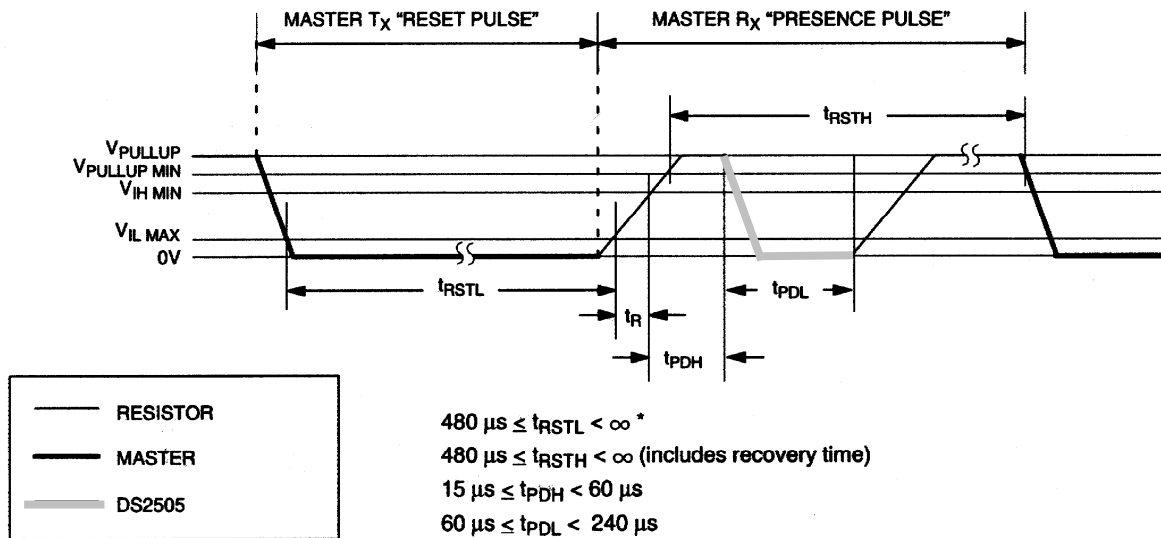 MASTER TX “RESET PULSE” MASTER RX “PRESENCE PULSE”
tRSTH
VPULLUP
VPULLUP MIN
VIH MIN
VIL MAX
0V
tRSTL
tPDL
tR
tPDH
RESISTOR
MASTER
DS2505
480 μs ≤ tRSTL < ∞ *
480 μs ≤ tRSTH < ∞ (includes recovery time)
15 μs ≤ tPDH < 60 μs
60 μs ≤ tPDL < 240 μs